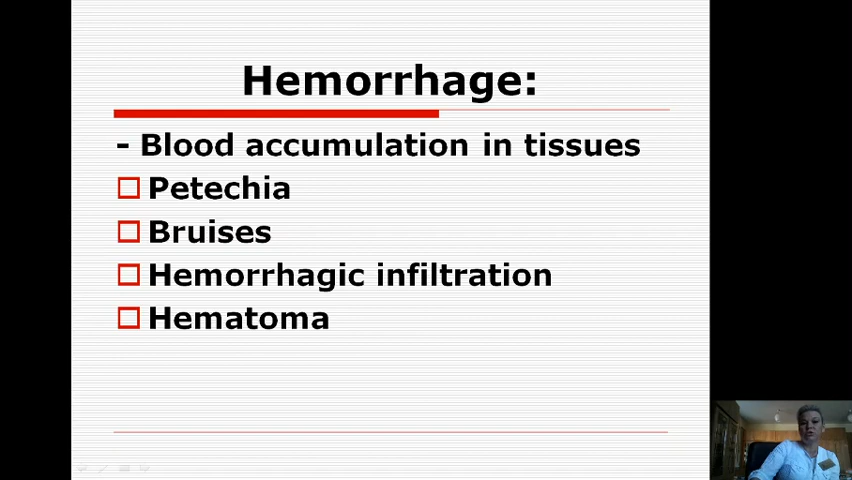 Hemorrhage:
- Blood accumulation in tissues
Petechia
Bruises
Hemorrhagic infiltration
Hematoma